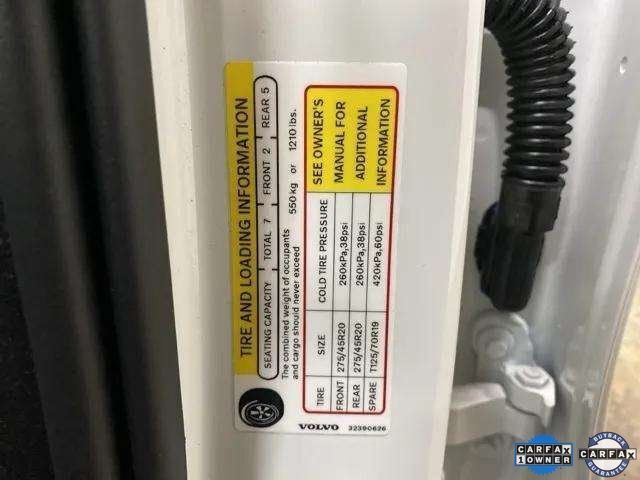 TIRE AND LOADING INFORMATION
SEATING CAPACITY TOTAL 7 FRONT 2 REAR 5
The combined weight of occupants
and cargo should never exceed 550 kg or 1210 lbs.
TIRE SIZE COLD TIRE PRESSURE
FRONT 275/45R20 260kPa,38psi
REAR 275/45R20 260kPa,38psi
SPARE T125/70R19 420kPa,60psi
SEE OWNER'S
MANUAL FOR
ADDITIONAL
INFORMATION
VOLVO 32390626
CARFAX
1 OWNER
BUYBACK
CARFAX
GUARANTEE